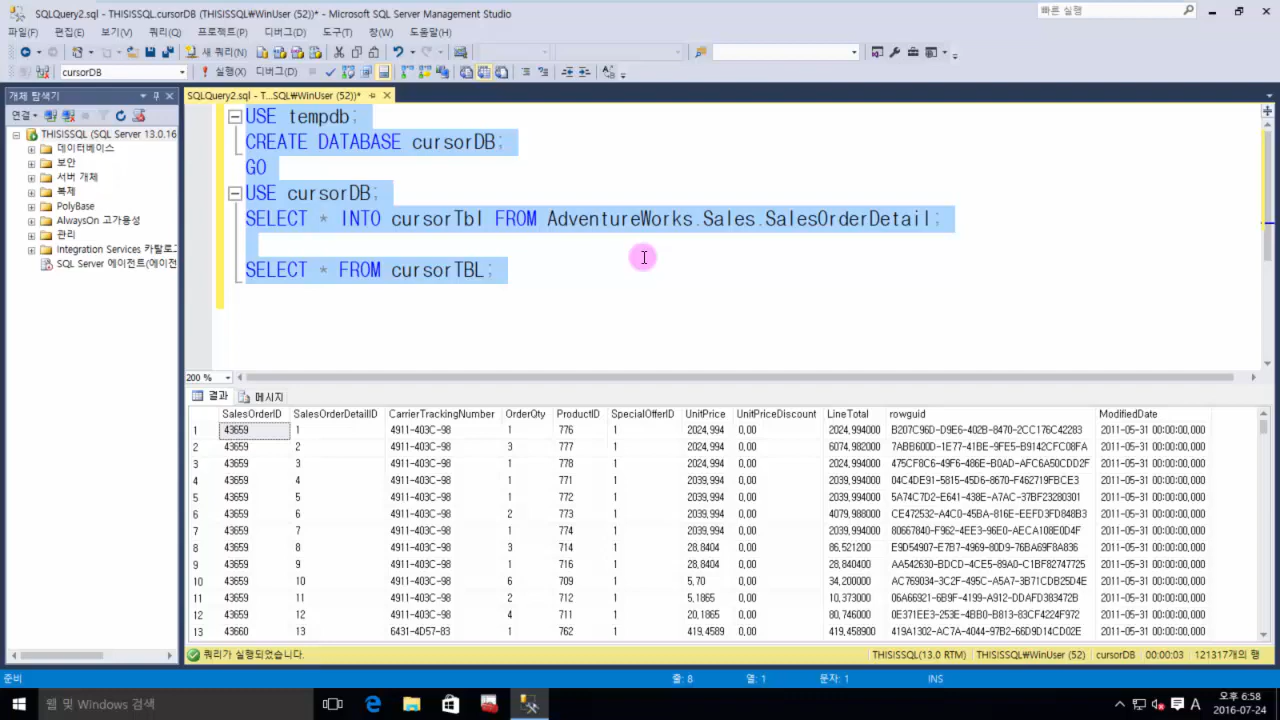 SQLQuery2.sql - THISISSQL.cursorDB (THISISSQL₩WinUser (52))* - Microsoft SQL Server Management Studio
빠른 실행
파일(F) 편집(E) 보기(V) 쿼리(Q) 프로젝트(P) 디버그(D) 도구(T) 창(W) 도움말(H)
새 쿼리(N)
cursorDB 실행(X) 디버그(D)
개체 탐색기
SQLQuery2.sql - T...SQL₩WinUser (52))*
연결
THISISSQL (SQL Server 13.0.16
데이터베이스
보안
서버 개체
복제
PolyBase
AlwaysOn 고가용성
관리
Integration Services 카탈로그
SQL Server 에이전트(에이전
USE tempdb;
CREATE DATABASE cursorDB;
GO
USE cursorDB;
SELECT * INTO cursorTbl FROM AdventureWorks.Sales.SalesOrderDetail;
SELECT * FROM cursorTBL;
200 %
결과 메시지
SalesOrderID SalesOrderDetailID CarrierTrackingNumber OrderQty ProductID SpecialOfferID UnitPrice UnitPriceDiscount LineTotal rowguid ModifiedDate
1 43659 1 4911-403C-98 1 776 1 2024,994 0,00 2024,994000 B207C96D-D9E6-402B-8470-2CC176C42283 2011-05-31 00:00:00,000
2 43659 2 4911-403C-98 3 777 1 2024,994 0,00 6074,982000 7ABB600D-1E77-41BE-9FE5-B9142CFC08FA 2011-05-31 00:00:00,000
3 43659 3 4911-403C-98 1 778 1 2024,994 0,00 2024,994000 475CF8C6-49F6-486E-B0AD-AFC6A50CDD2F 2011-05-31 00:00:00,000
4 43659 4 4911-403C-98 1 771 1 2039,994 0,00 2039,994000 04C4DE91-5815-45D6-8670-F462719FBCE3 2011-05-31 00:00:00,000
5 43659 5 4911-403C-98 1 772 1 2039,994 0,00 2039,994000 5A74C7D2-E641-438E-A7AC-37BF23280301 2011-05-31 00:00:00,000
6 43659 6 4911-403C-98 2 773 1 2039,994 0,00 4079,988000 CE472532-A4C0-45BA-816E-EEFD3FD848B3 2011-05-31 00:00:00,000
7 43659 7 4911-403C-98 1 774 1 2039,994 0,00 2039,994000 80667840-F962-4EE3-96E0-AECA108E0D4F 2011-05-31 00:00:00,000
8 43659 8 4911-403C-98 3 714 1 28,8404 0,00 86,521200 E9D54907-E7B7-4969-80D9-76BA69F8A836 2011-05-31 00:00:00,000
9 43659 9 4911-403C-98 1 716 1 28,8404 0,00 28,840400 AA542630-BDCD-4CE5-89A0-C1BF82747725 2011-05-31 00:00:00,000
10 43659 10 4911-403C-98 6 709 1 5,70 0,00 34,200000 AC769034-3C2F-495C-A5A7-3B71CDB25D4E 2011-05-31 00:00:00,000
11 43659 11 4911-403C-98 2 712 1 5,1865 0,00 10,373000 06A66921-6B9F-4199-A912-DDAFD383472B 2011-05-31 00:00:00,000
12 43659 12 4911-403C-98 4 711 1 20,1865 0,00 80,746000 0E371EE3-253E-4BB0-B813-83CF4224F972 2011-05-31 00:00:00,000
13 43660 13 6431-4D57-83 1 762 1 419,4589 0,00 419,458900 419A1302-AC7A-4044-97B2-66D9D14CD02E 2011-05-31 00:00:00,000
쿼리가 실행되었습니다. THISISSQL(13.0 RTM) THISISSQL₩WinUser (52) cursorDB 00:00:03 121317개의 행
준비 줄: 8 열: 1 문자: 1 INS
웹 및 Windows 검색
A 오후 6:58
2016-07-24